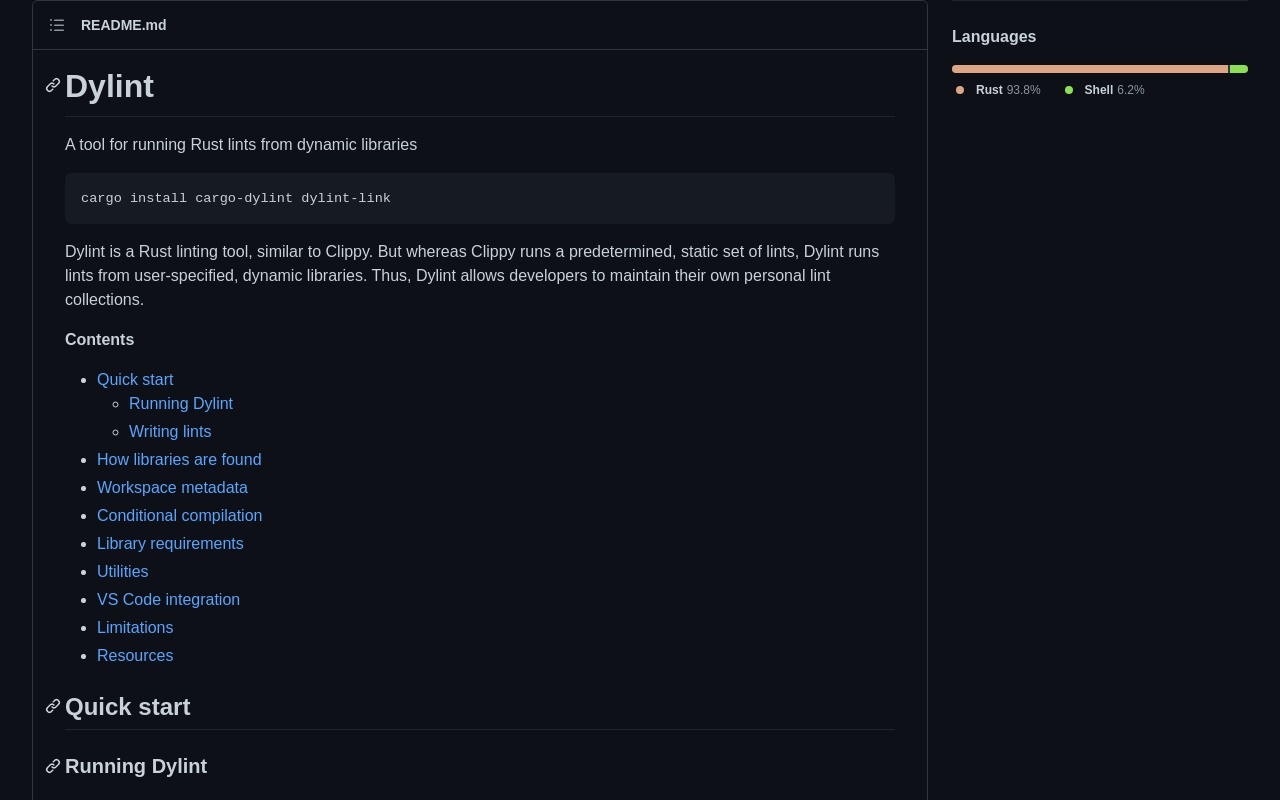 README.md
Dylint
A tool for running Rust lints from dynamic libraries
cargo install cargo-dylint dylint-link
Dylint is a Rust linting tool, similar to Clippy. But whereas Clippy runs a predetermined, static set of lints, Dylint runs
lints from user-specified, dynamic libraries. Thus, Dylint allows developers to maintain their own personal lint
collections.
Contents
Quick start
Running Dylint
Writing lints
How libraries are found
Workspace metadata
Conditional compilation
Library requirements
Utilities
VS Code integration
Limitations
Resources
Quick start
Running Dylint
Languages
Rust 93.8% Shell 6.2%